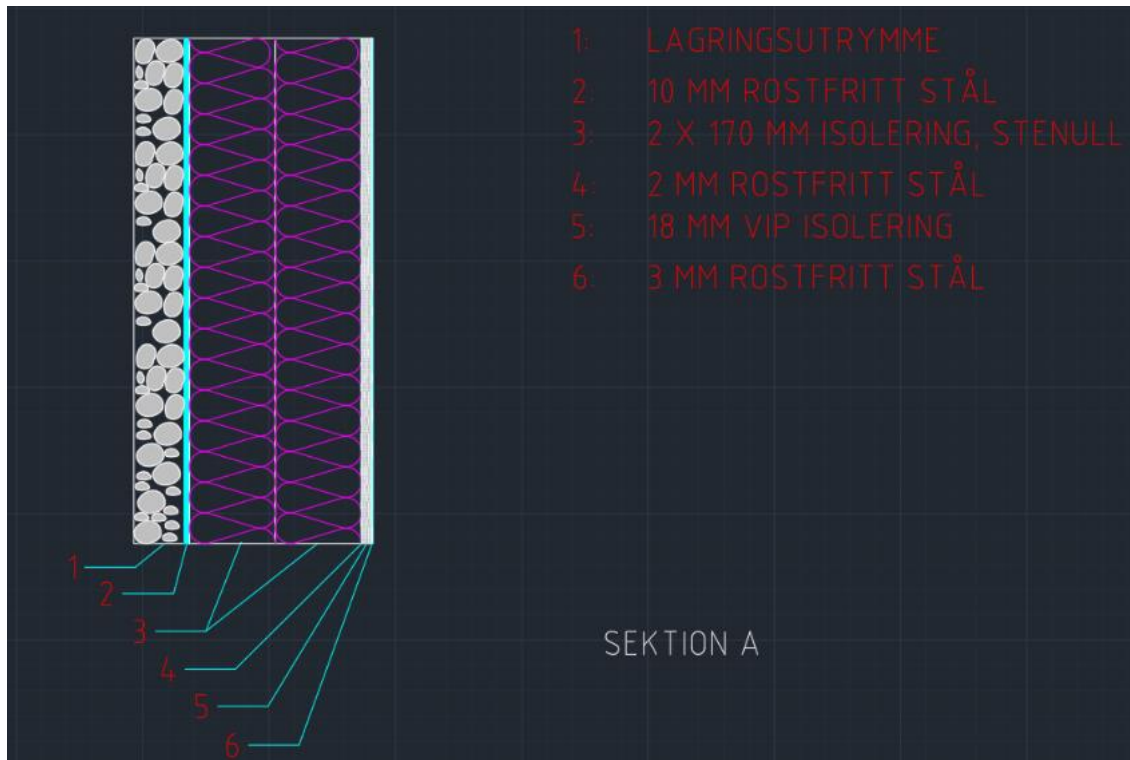 1: LAGRINGSUTRYMME
2: 10 MM ROSTFRITT STÅL
3: 2 X 170 MM ISOLERING, STENULL
4: 2 MM ROSTFRITT STÅL
5: 18 MM VIP ISOLERING
6: 3 MM ROSTFRITT STÅL
1
2
3
4
5
6
SEKTION A